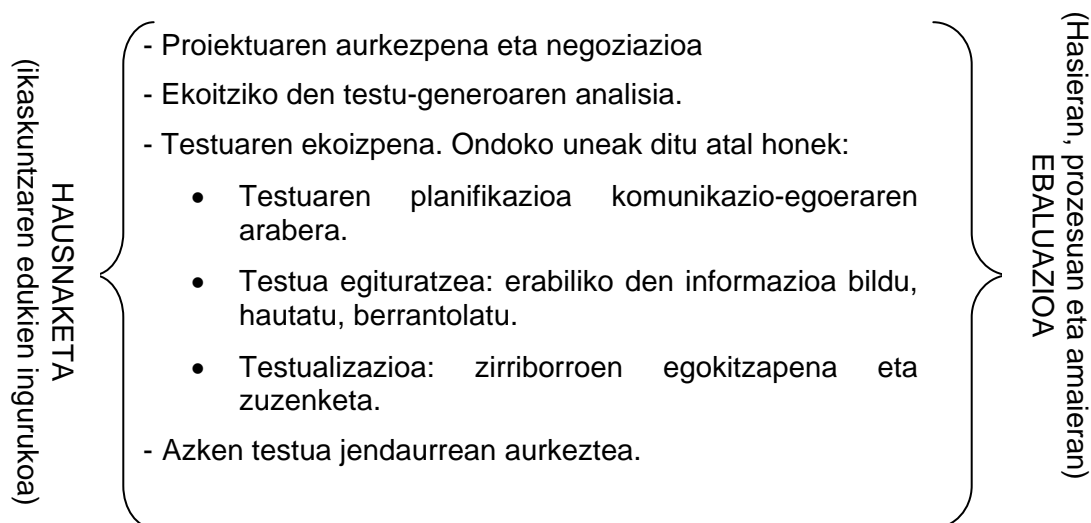 HAUSNAKETA
(ikaskuntzaren edukien ingurukoa)
- Proiektuaren aurkezpena eta negoziazioa
- Ekoitziko den testu-generoaren analisia.
- Testuaren ekoizpena. Ondoko uneak ditu atal honek:
• Testuaren planifikazioa komunikazio-egoeraren
arabera.
• Testua egituratzea: erabiliko den informazioa bildu,
hautatu, berrantolatu.
• Testualizazioa: zirriborroen egokitzapena eta
zuzenketa.
- Azken testua jendaurrean aurkeztea.
(Hasieran, prozesuan eta amaieran)
EBALUAZIOA